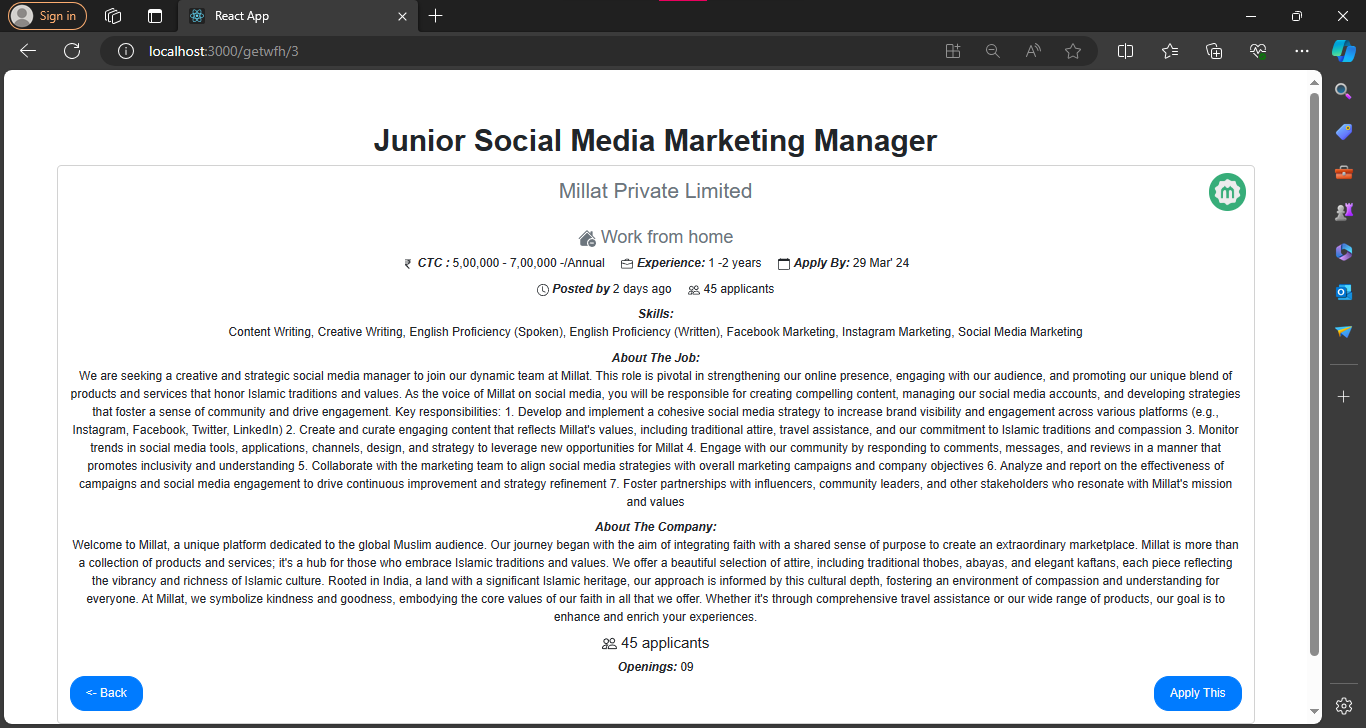 Sign in
React App
localhost:3000/getwfh/3
Junior Social Media Marketing Manager
Millat Private Limited
Work from home
₹ CTC : 5,00,000 - 7,00,000 -/Annual Experience: 1 -2 years Apply By: 29 Mar' 24
Posted by 2 days ago 45 applicants
Skills:
Content Writing, Creative Writing, English Proficiency (Spoken), English Proficiency (Written), Facebook Marketing, Instagram Marketing, Social Media Marketing
About The Job:
We are seeking a creative and strategic social media manager to join our dynamic team at Millat. This role is pivotal in strengthening our online presence, engaging with our audience, and promoting our unique blend of
products and services that honor Islamic traditions and values. As the voice of Millat on social media, you will be responsible for creating compelling content, managing our social media accounts, and developing strategies
that foster a sense of community and drive engagement. Key responsibilities: 1. Develop and implement a cohesive social media strategy to increase brand visibility and engagement across various platforms (e.g.,
Instagram, Facebook, Twitter, LinkedIn) 2. Create and curate engaging content that reflects Millat's values, including traditional attire, travel assistance, and our commitment to Islamic traditions and compassion 3. Monitor
trends in social media tools, applications, channels, design, and strategy to leverage new opportunities for Millat 4. Engage with our community by responding to comments, messages, and reviews in a manner that
promotes inclusivity and understanding 5. Collaborate with the marketing team to align social media strategies with overall marketing campaigns and company objectives 6. Analyze and report on the effectiveness of
campaigns and social media engagement to drive continuous improvement and strategy refinement 7. Foster partnerships with influencers, community leaders, and other stakeholders who resonate with Millat's mission
and values
About The Company:
Welcome to Millat, a unique platform dedicated to the global Muslim audience. Our journey began with the aim of integrating faith with a shared sense of purpose to create an extraordinary marketplace. Millat is more than
a collection of products and services; it's a hub for those who embrace Islamic traditions and values. We offer a beautiful selection of attire, including traditional thobes, abayas, and elegant kaftans, each piece reflecting
the vibrancy and richness of Islamic culture. Rooted in India, a land with a significant Islamic heritage, our approach is informed by this cultural depth, fostering an environment of compassion and understanding for
everyone. At Millat, we symbolize kindness and goodness, embodying the core values of our faith in all that we offer. Whether it's through comprehensive travel assistance or our wide range of products, our goal is to
enhance and enrich your experiences.
45 applicants
Openings: 09
<- Back
Apply This